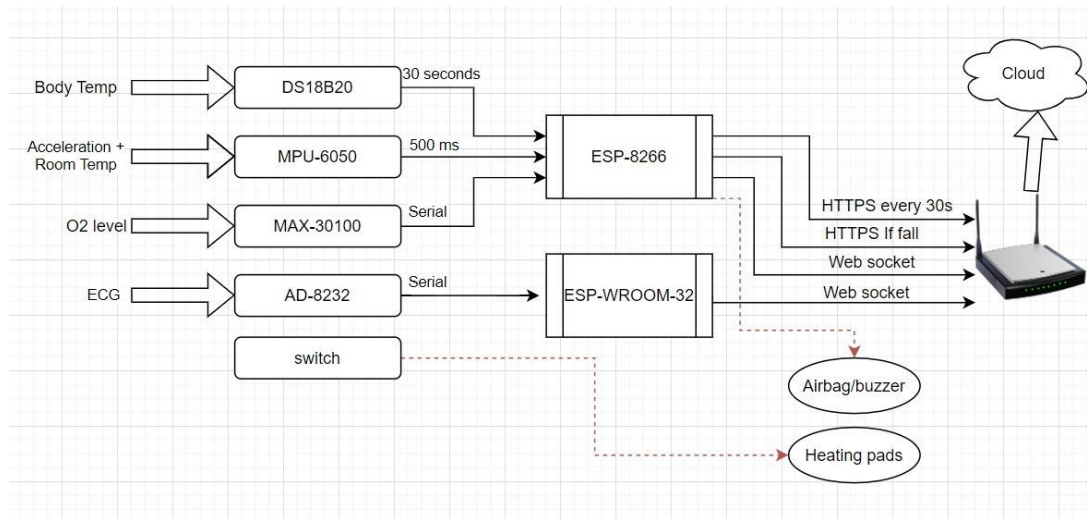 Body Temp
DS18B20
30 seconds
Acceleration +
Room Temp
MPU-6050
500 ms
O2 level
MAX-30100
Serial
ECG
AD-8232
Serial
switch
ESP-8266
ESP-WROOM-32
HTTPS every 30s
HTTPS If fall
Web socket
Web socket
Cloud
Airbag/buzzer
Heating pads